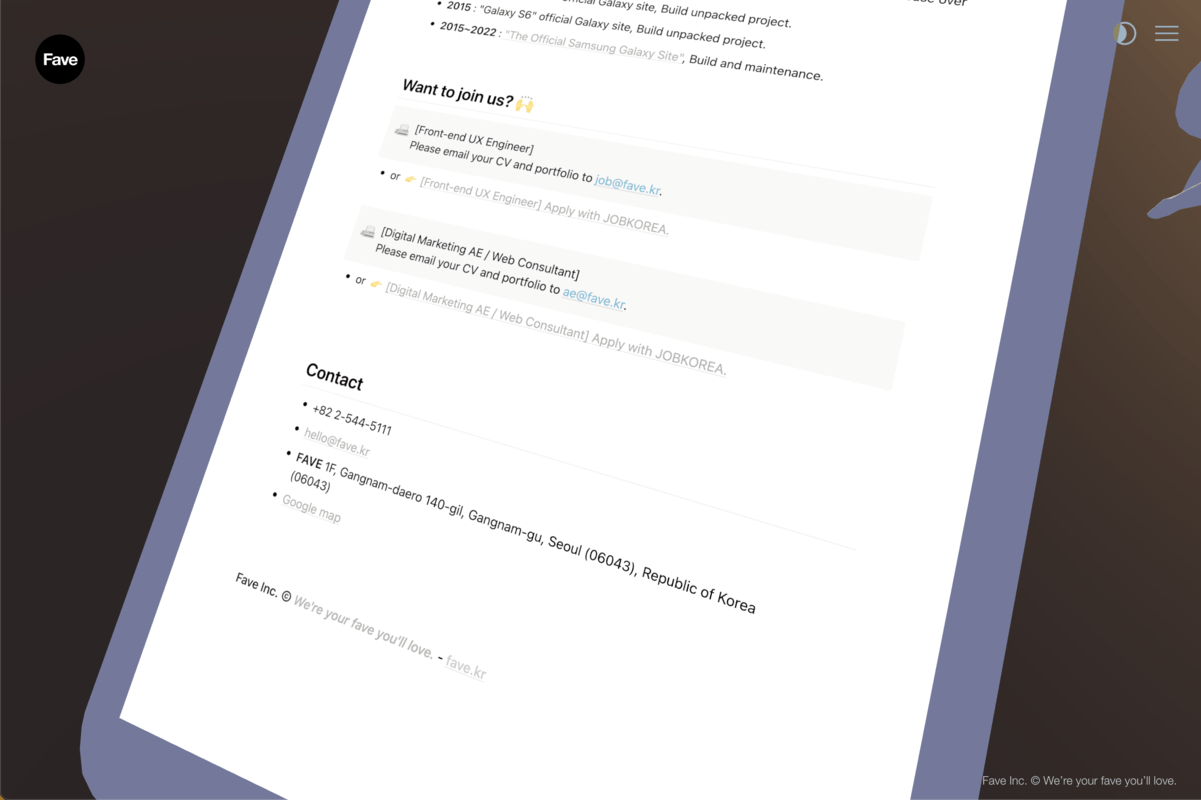 Fave
over
Galaxy site, Build unpacked project.
• 2015 : "Galaxy S6" official Galaxy site, Build unpacked project.
• 2015~2022 : "The Official Samsung Galaxy Site", Build and maintenance.
Want to join us? 🙌
[Front-end UX Engineer]
Please email your CV and portfolio to job@fave.kr.
• or 👉 [Front-end UX Engineer] Apply with JOBKOREA.
[Digital Marketing AE / Web Consultant]
Please email your CV and portfolio to ae@fave.kr.
• or 👉 [Digital Marketing AE / Web Consultant] Apply with JOBKOREA.
Contact
• +82 2-544-5111
• hello@fave.kr
• FAVE 1F, Gangnam-daero 140-gil, Gangnam-gu, Seoul (06043), Republic of Korea
(06043)
• Google map
Fave Inc. © We're your fave you'll love. - fave.kr
Fave Inc. © We're your fave you'll love.